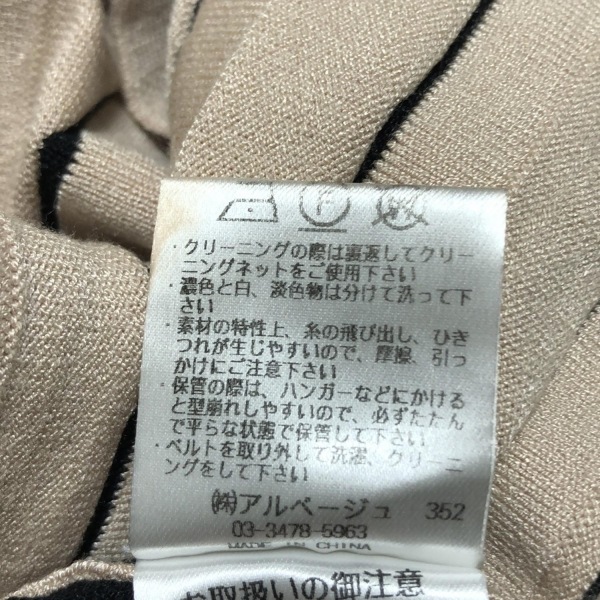 ・クリーニングの際は裏返してクリー
ニングネットをご使用下さい
・濃色と白、淡色物は分けて洗って下
さい
・素材の特性上、糸の飛び出し、ひき
つれが生じやすいので、摩擦、引っ
かけにご注意下さい
・保管の際は、ハンガーなどにかける
と型崩れしやすいので、必ずたたん
で平らな状態で保管して下さい
・ベルトを取り外して洗濯、クリーニ
ングをして下さい
㈱アルページュ 352
03-3478-5963
MADE IN CHINA
お取扱いの御注意